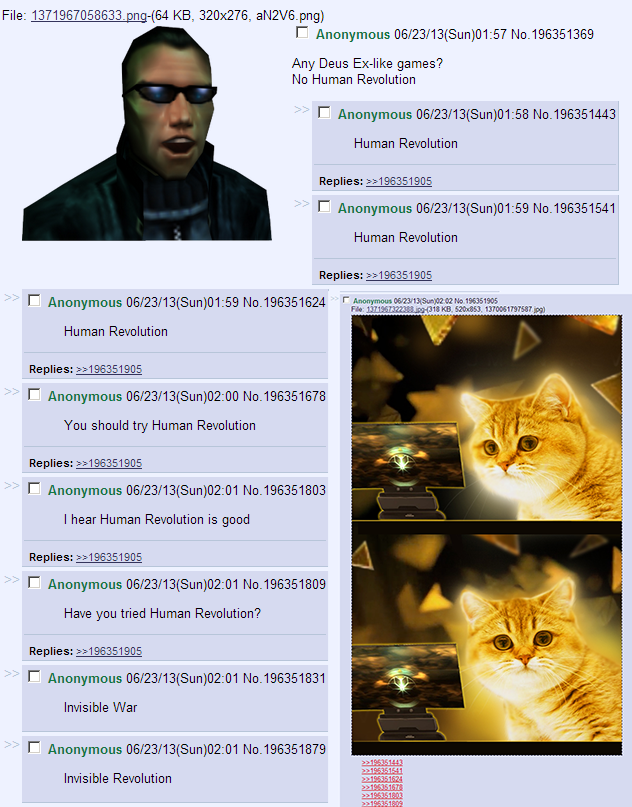 File: 1371967058633.png-(64 KB, 320x276, aN2V6.png)
Anonymous 06/23/13(Sun)01:57 No.196351369
Any Deus Ex-like games?
No Human Revolution
>> Anonymous 06/23/13(Sun)01:58 No.196351443
Human Revolution
Replies: >>196351905
>> Anonymous 06/23/13(Sun)01:59 No.196351541
Human Revolution
Replies: >>196351905
>> Anonymous 06/23/13(Sun)01:59 No.196351624
Human Revolution
Replies: >>196351905
>> Anonymous 06/23/13(Sun)02:00 No.196351678
You should try Human Revolution
Replies: >>196351905
>> Anonymous 06/23/13(Sun)02:01 No.196351803
I hear Human Revolution is good
Replies: >>196351905
>> Anonymous 06/23/13(Sun)02:01 No.196351809
Have you tried Human Revolution?
Replies: >>196351905
>> Anonymous 06/23/13(Sun)02:01 No.196351831
Invisible War
>> Anonymous 06/23/13(Sun)02:01 No.196351879
Invisible Revolution
>> Anonymous 06/23/13(Sun)02:02 No.196351905
File: 1371967322388.jpg-(318 KB, 520x853, 1370061797587.jpg)
>>196351443
>>196351541
>>196351624
>>196351678
>>196351803
>>196351809